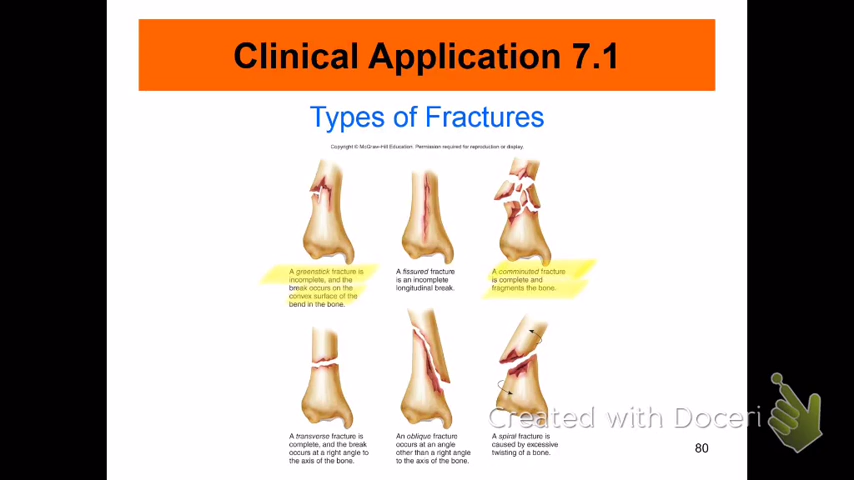 Clinical Application 7.1
Types of Fractures
Copyright © McGraw-Hill Education. Permission required for reproduction or display.
A greenstick fracture is
incomplete, and the
break occurs on the
convex surface of the
bend in the bone.
A fissured fracture
is an incomplete
longitudinal break.
A comminuted fracture
is complete and
fragments the bone.
A transverse fracture is
complete, and the break
occurs at a right angle to
the axis of the bone.
An oblique fracture
occurs at an angle
other than a right angle
to the axis of the bone.
A spiral fracture is
caused by excessive
twisting of a bone.
Created with Doceri
80